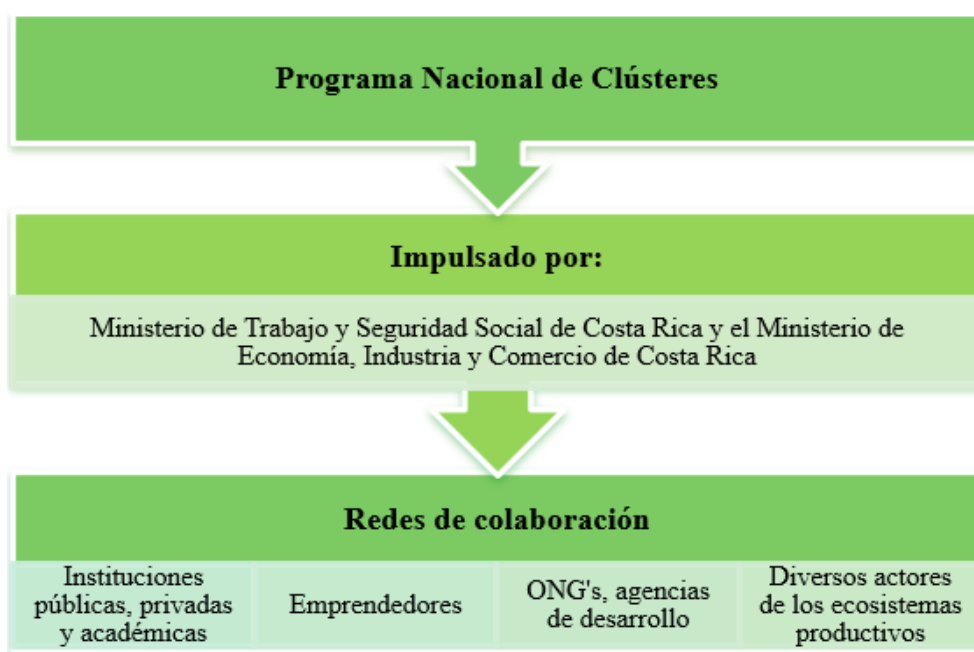 Programa Nacional de Clústeres
Impulsado por:
Ministerio de Trabajo y Seguridad Social de Costa Rica y el Ministerio de
Economía, Industria y Comercio de Costa Rica
Redes de colaboración
Instituciones
públicas, privadas
y académicas
Emprendedores
ONG's, agencias
de desarrollo
Diversos actores
de los ecosistemas
productivos